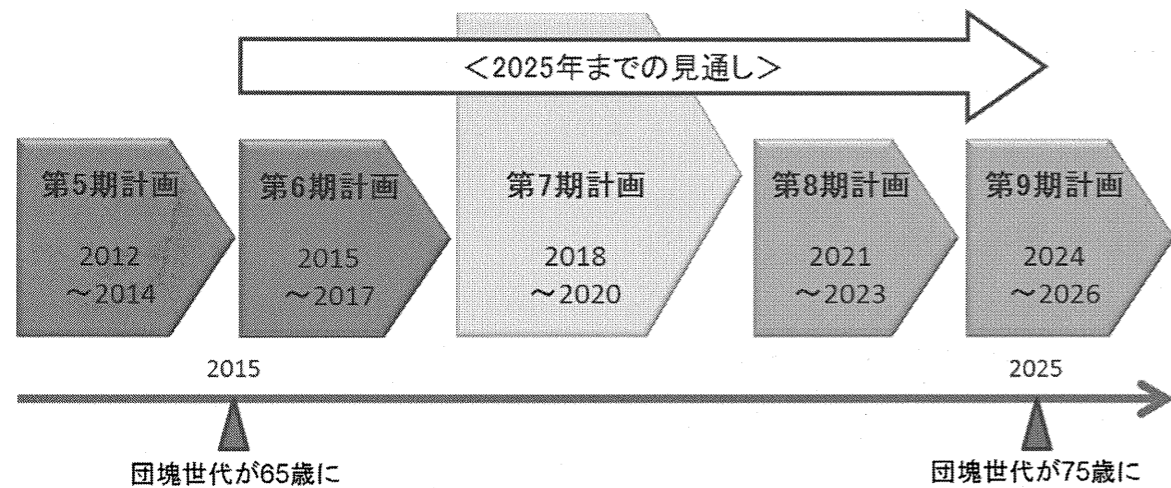 <2025年までの見通し>
第5期計画
2012
~2014
第6期計画
2015
~2017
第7期計画
2018
~2020
第8期計画
2021
~2023
第9期計画
2024
~2026
2015
2025
団塊世代が65歳に
団塊世代が75歳に